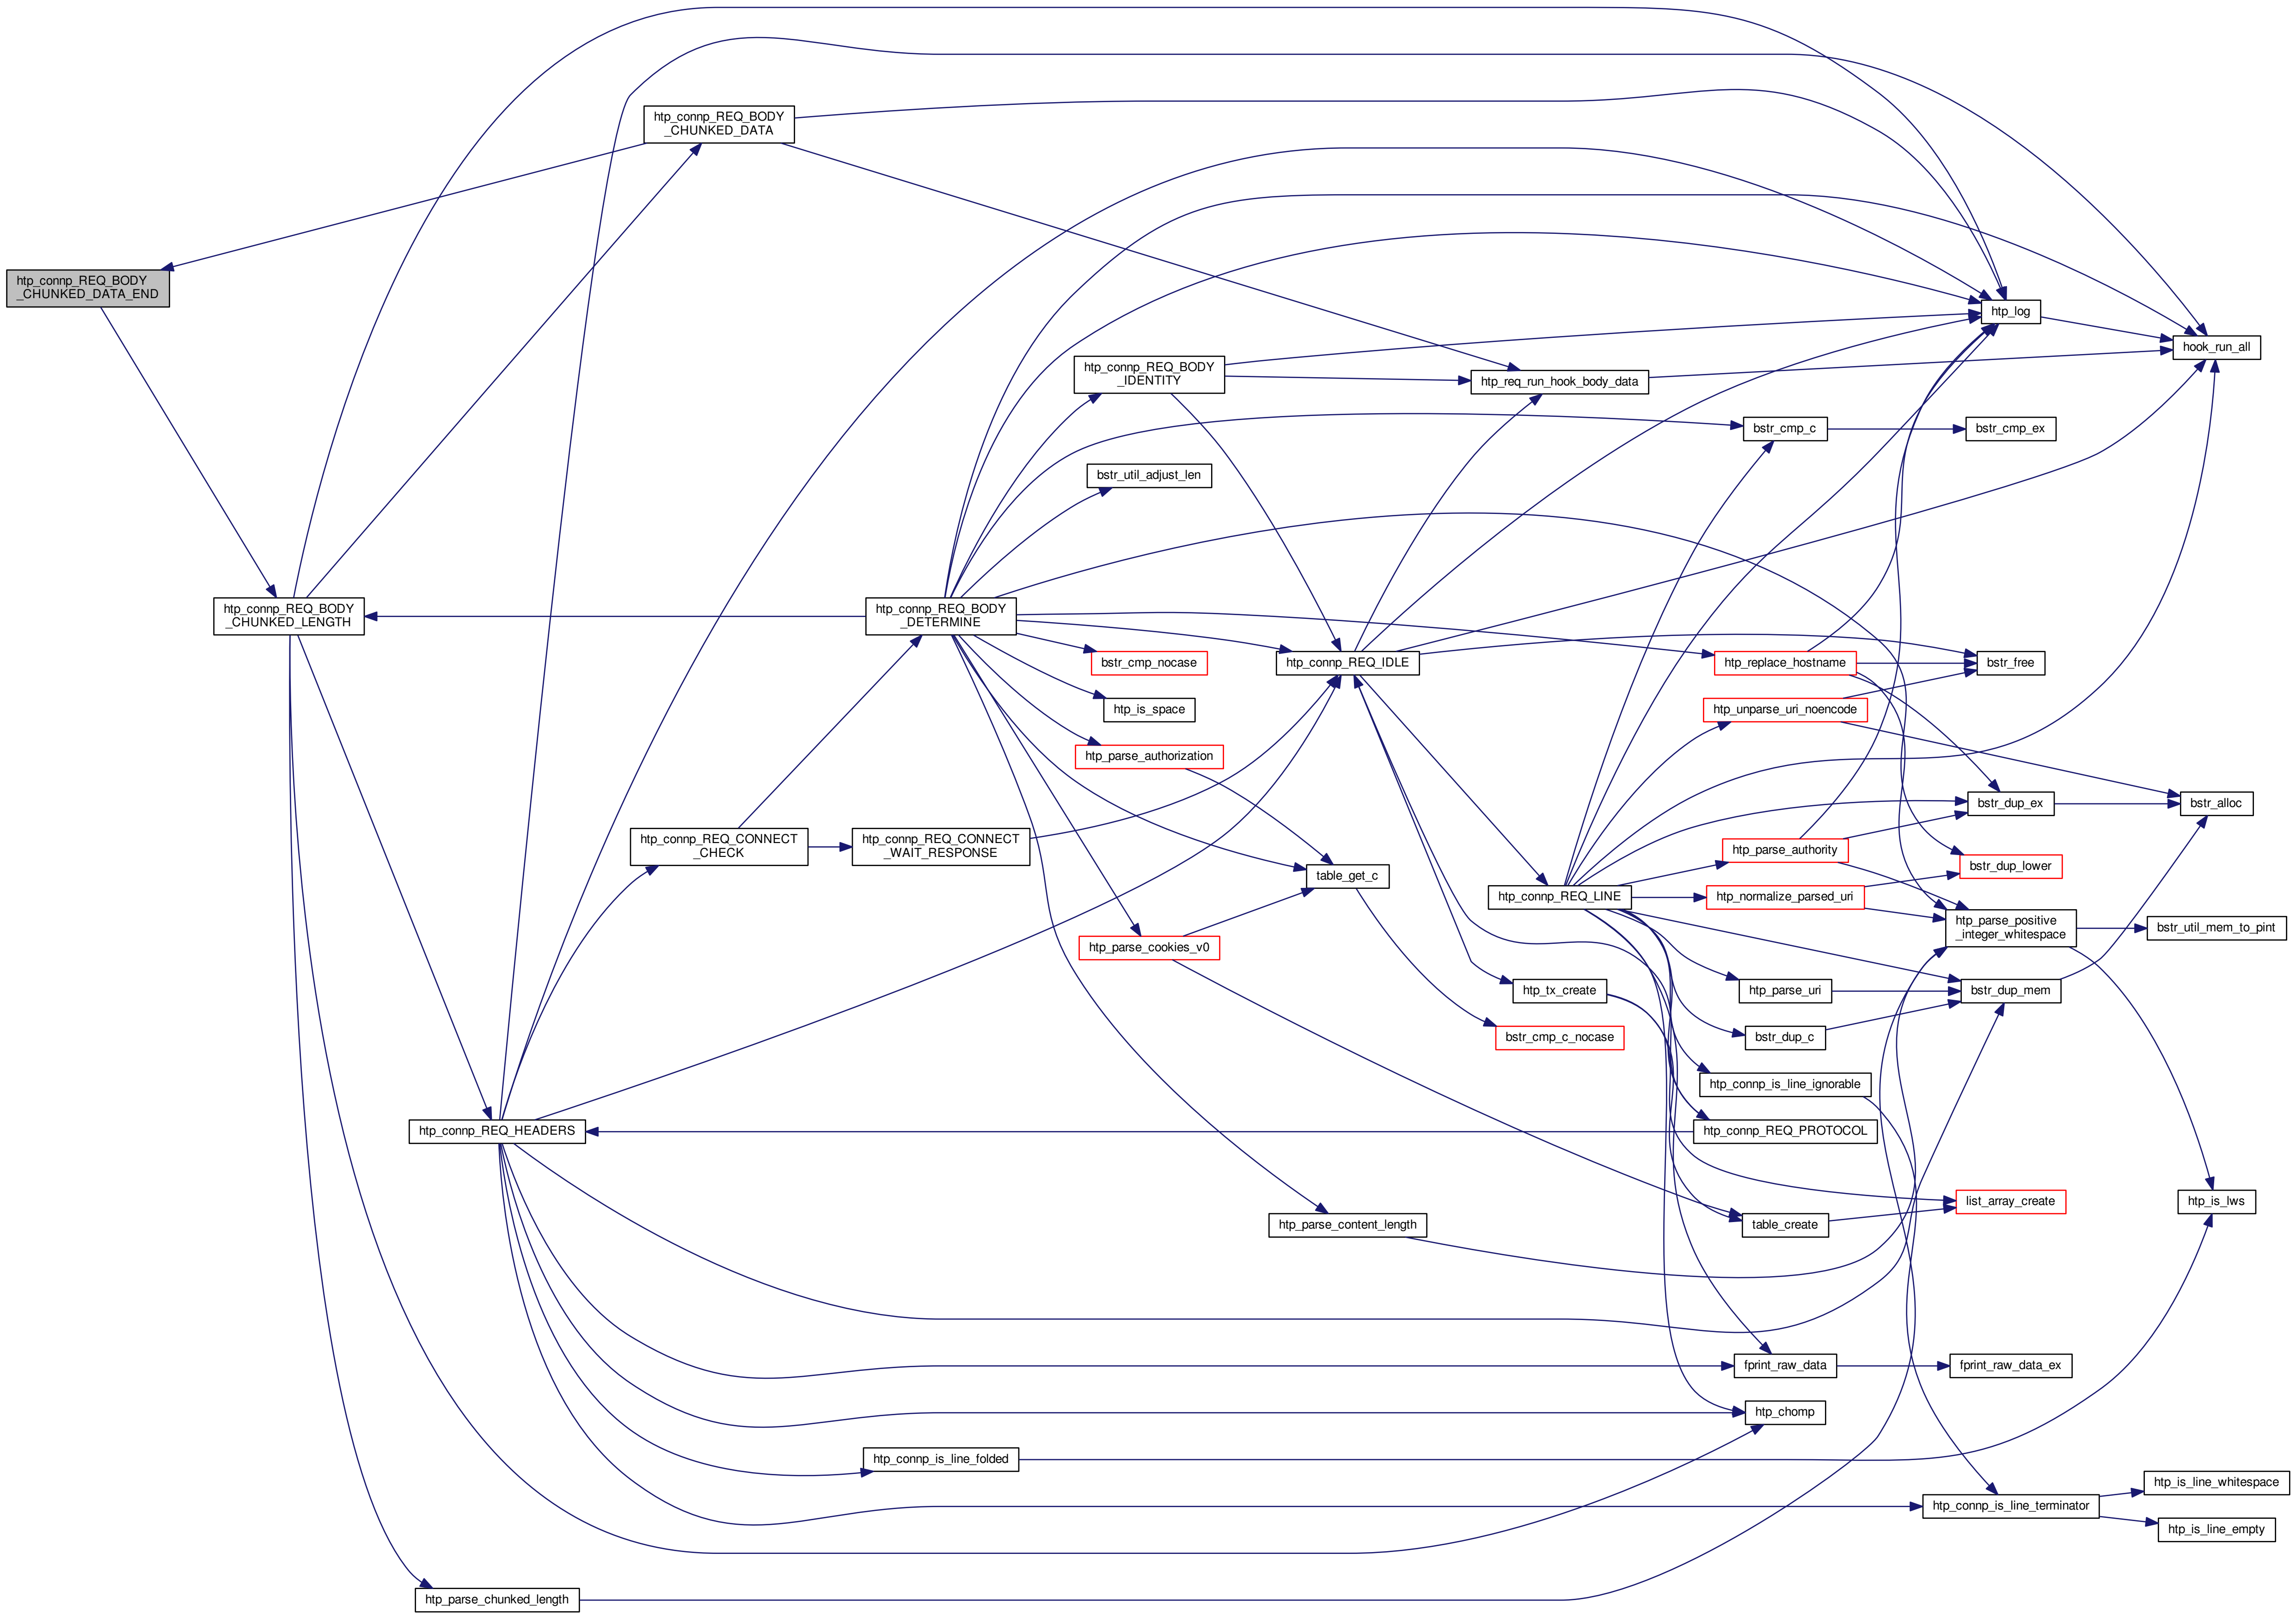 htp_connp_REQ_BODY
_CHUNKED_DATA
htp_connp_REQ_BODY
_CHUNKED_DATA_END
htp_log
hook_run_all
htp_connp_REQ_BODY
_IDENTITY
htp_req_run_hook_body_data
bstr_cmp_c
bstr_cmp_ex
bstr_util_adjust_len
htp_connp_REQ_BODY
_CHUNKED_LENGTH
htp_connp_REQ_BODY
_DETERMINE
bstr_cmp_nocase
htp_connp_REQ_IDLE
htp_replace_hostname
bstr_free
htp_is_space
htp_unparse_uri_noencode
htp_parse_authorization
bstr_dup_ex
bstr_alloc
htp_connp_REQ_CONNECT
_CHECK
htp_connp_REQ_CONNECT
_WAIT_RESPONSE
htp_parse_authority
bstr_dup_lower
table_get_c
htp_connp_REQ_LINE
htp_normalize_parsed_uri
htp_parse_positive
_integer_whitespace
bstr_util_mem_to_pint
htp_parse_cookies_v0
htp_tx_create
htp_parse_uri
bstr_dup_mem
bstr_cmp_c_nocase
bstr_dup_c
htp_connp_is_line_ignorable
htp_connp_REQ_HEADERS
htp_connp_REQ_PROTOCOL
list_array_create
htp_is_lws
htp_parse_content_length
table_create
fprint_raw_data
fprint_raw_data_ex
htp_chomp
htp_connp_is_line_folded
htp_is_line_whitespace
htp_connp_is_line_terminator
htp_is_line_empty
htp_parse_chunked_length